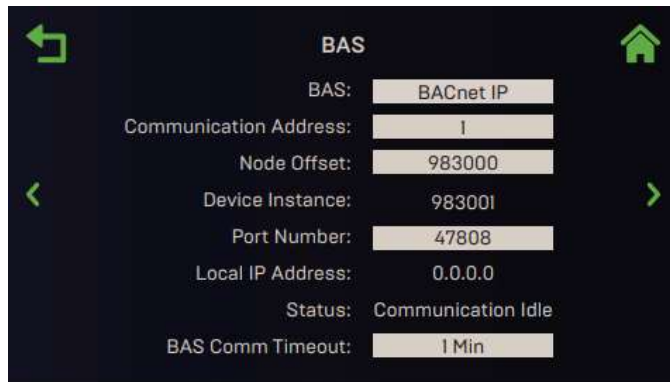 BAS
BAS: BACnet IP
Communication Address: 1
Node Offset: 983000
Device Instance: 983001
Port Number: 47808
Local IP Address: 0.0.0.0
Status: Communication Idle
BAS Comm Timeout: 1 Min